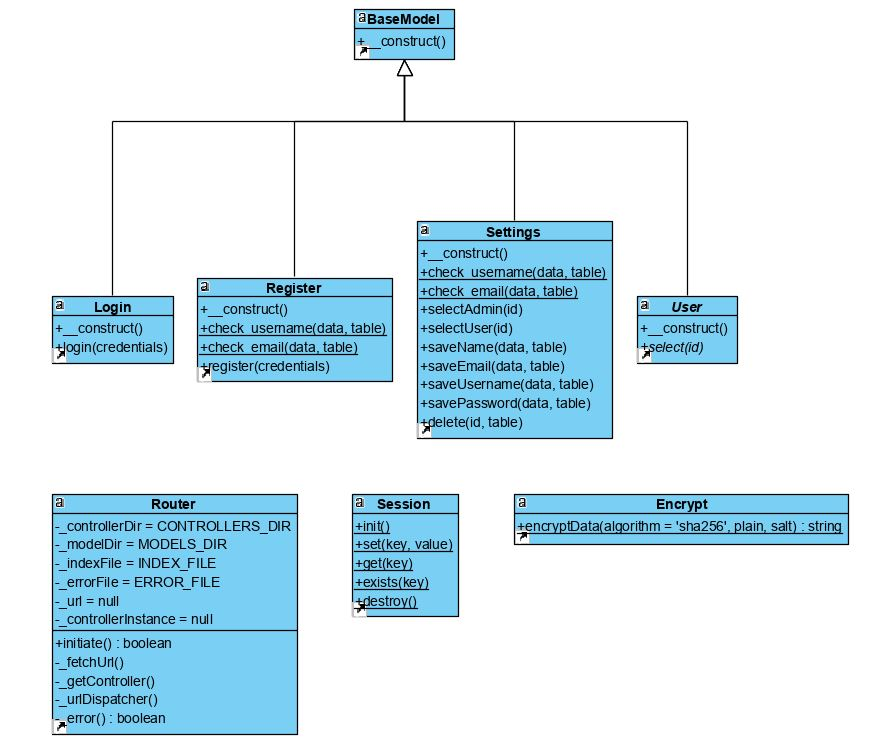 BaseModel
+__construct()
Login
+__construct()
+login(credentials)
Register
+__construct()
+check_username(data, table)
+check_email(data, table)
+register(credentials)
Settings
+__construct()
+check_username(data, table)
+check_email(data, table)
+selectAdmin(id)
+selectUser(id)
+saveName(data, table)
+saveEmail(data, table)
+saveUsername(data, table)
+savePassword(data, table)
+delete(id, table)
User
+__construct()
+select(id)
Router
-_controllerDir = CONTROLLERS_DIR
-_modelDir = MODELS_DIR
-_indexFile = INDEX_FILE
-_errorFile = ERROR_FILE
-_url = null
-_controllerInstance = null
+initiate() : boolean
-_fetchUrl()
-_getController()
-_urlDispatcher()
-_error() : boolean
Session
+init()
+set(key, value)
+get(key)
+exists(key)
+destroy()
Encrypt
+encryptData(algorithm = 'sha256', plain, salt) : string